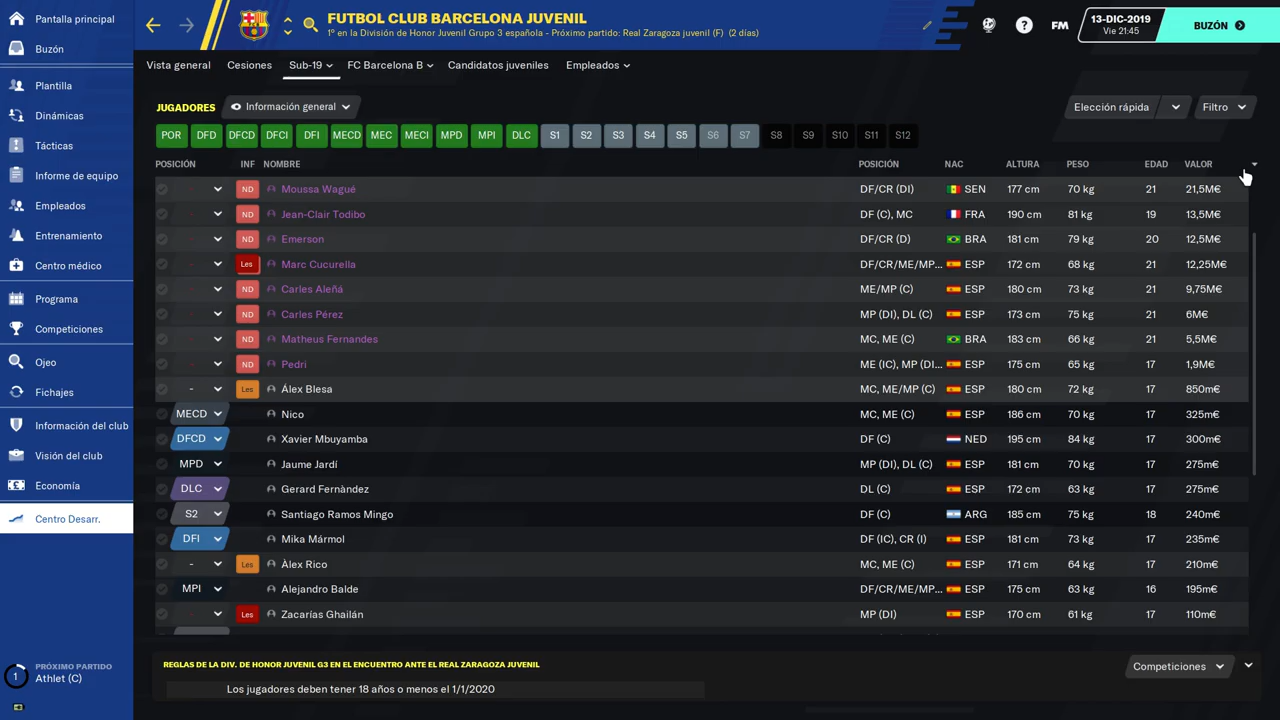 Pantalla principal
Buzón
Plantilla
Dinámicas
Tácticas
Informe de equipo
Empleados
Entrenamiento
Centro médico
Programa
Competiciones
Ojeo
Fichajes
Información del club
Visión del club
Economía
Centro Desarr.
1
PRÓXIMO PARTIDO
Athlet (C)
FUTBOL CLUB BARCELONA JUVENIL
1º en la División de Honor Juvenil Grupo 3 española - Próximo partido: Real Zaragoza juvenil (F) (2 días)
FM
13-DIC-2019
Vie 21:45
BUZÓN
Vista general Cesiones Sub-19 FC Barcelona B Candidatos juveniles Empleados
JUGADORES Información general Elección rápida Filtro
POR DFD DFCD DFCI DFI MECD MEC MECI MPD MPI DLC S1 S2 S3 S4 S5 S6 S7 S8 S9 S10 S11 S12
POSICIÓN INF NOMBRE POSICIÓN NAC ALTURA PESO EDAD VALOR
- ND Moussa Wagué DF/CR (DI) SEN 177 cm 70 kg 21 21,5M€
- ND Jean-Clair Todibo DF (C), MC FRA 190 cm 81 kg 19 13,5M€
- ND Emerson DF/CR (D) BRA 181 cm 79 kg 20 12,5M€
- Les Marc Cucurella DF/CR/ME/MP... ESP 172 cm 68 kg 21 12,25M€
- ND Carles Aleñá ME/MP (C) ESP 180 cm 73 kg 21 9,75M€
- ND Carles Pérez MP (DI), DL (C) ESP 173 cm 75 kg 21 6M€
- ND Matheus Fernandes MC, ME (C) BRA 183 cm 66 kg 21 5,5M€
- ND Pedri ME (IC), MP (DI... ESP 175 cm 65 kg 17 1,9M€
- Les Álex Blesa MC, ME/MP (C) ESP 180 cm 72 kg 17 850m€
MECD Nico MC, ME (C) ESP 186 cm 70 kg 17 325m€
DFCD Xavier Mbuyamba DF (C) NED 195 cm 84 kg 17 300m€
MPD Jaume Jardí MP (DI), DL (C) ESP 181 cm 70 kg 17 275m€
DLC Gerard Fernàndez DL (C) ESP 172 cm 63 kg 17 275m€
S2 Santiago Ramos Mingo DF (C) ARG 185 cm 75 kg 18 240m€
DFI Mika Mármol DF (IC), CR (I) ESP 181 cm 73 kg 17 235m€
- Les Àlex Rico MC, ME (C) ESP 171 cm 64 kg 17 210m€
MPI Alejandro Balde DF/CR/ME/MP... ESP 175 cm 63 kg 16 195m€
- Les Zacarías Ghailán MP (DI) ESP 170 cm 61 kg 17 110m€
REGLAS DE LA DIV. DE HONOR JUVENIL G3 EN EL ENCUENTRO ANTE EL REAL ZARAGOZA JUVENIL
Competiciones
Los jugadores deben tener 18 años o menos el 1/1/2020